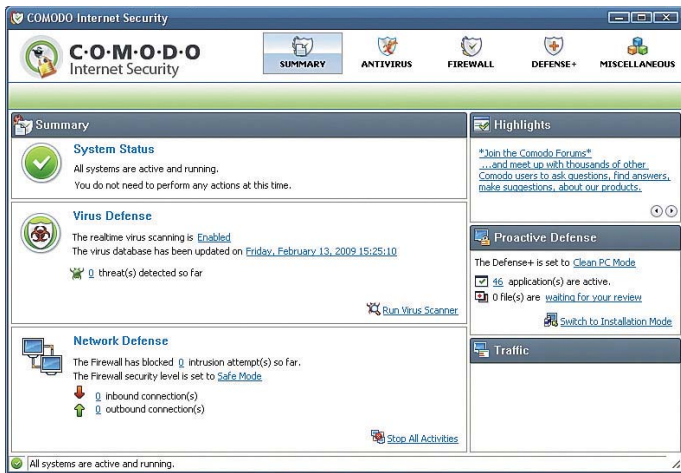 COMODO Internet Security
C·O·M·O·D·O
Internet Security
SUMMARY
ANTIVIRUS
FIREWALL
DEFENSE+
MISCELLANEOUS
Summary
System Status
All systems are active and running.
You do not need to perform any actions at this time.
Virus Defense
The realtime virus scanning is Enabled
The virus database has been updated on Friday, February 13, 2009 15:25:10
0 threat(s) detected so far
Run Virus Scanner
Network Defense
The Firewall has blocked 0 intrusion attempt(s) so far.
The Firewall security level is set to Safe Mode
0 inbound connection(s)
0 outbound connection(s)
Stop All Activities
Highlights
*Join the Comodo Forums*
...and meet up with thousands of other
Comodo users to ask questions, find answers,
make suggestions, about our products.
Proactive Defense
The Defense+ is set to Clean PC Mode
46 application(s) are active.
0 file(s) are waiting for your review
Switch to Installation Mode
Traffic
All systems are active and running.